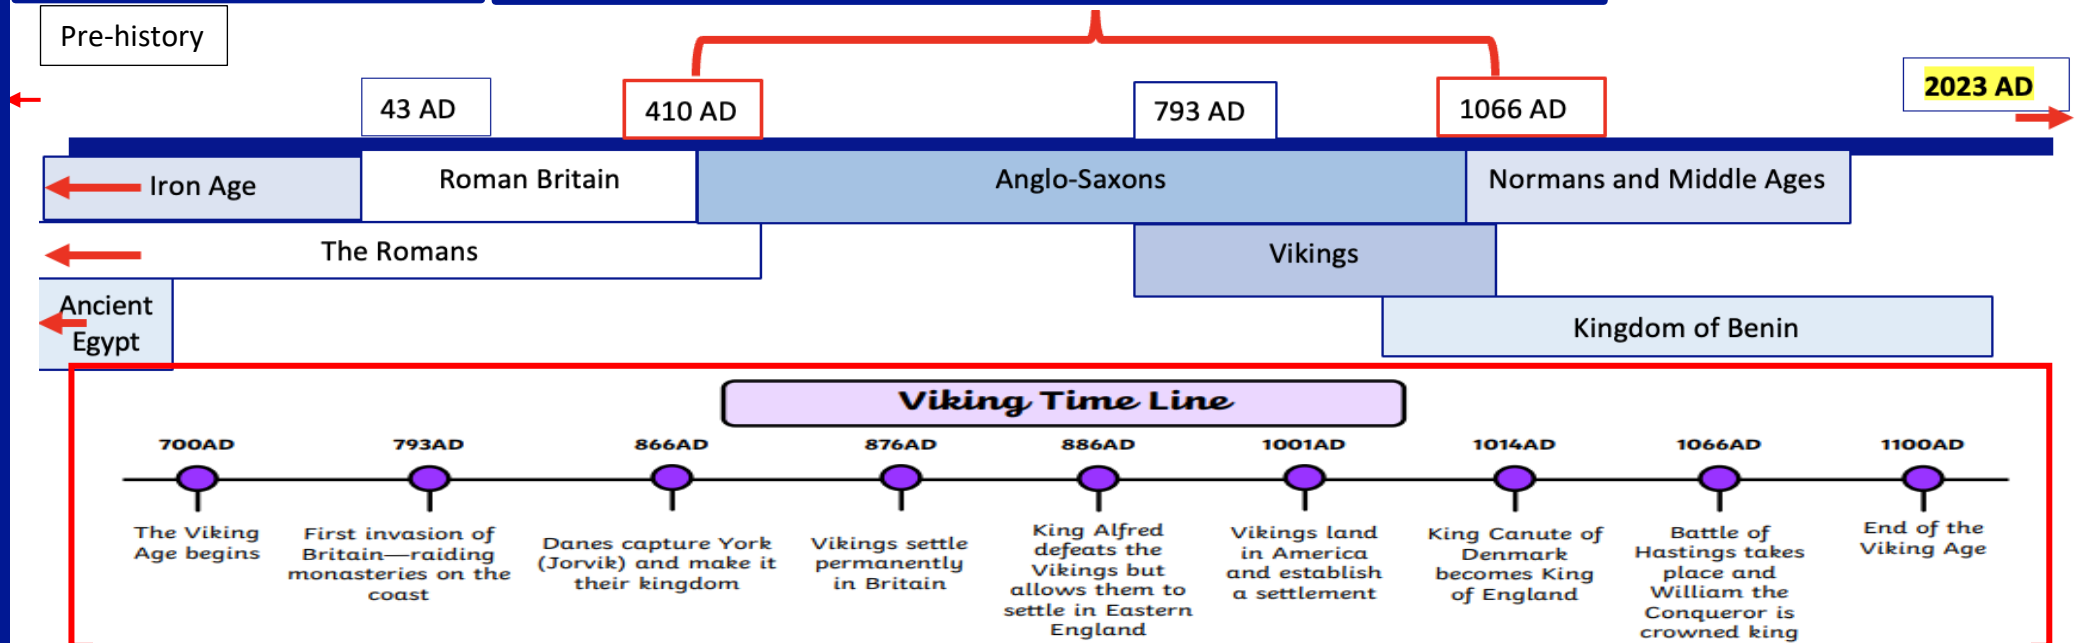 Pre-history
43 AD
410 AD
793 AD
1066 AD
2023 AD
Iron Age
Roman Britain
Anglo-Saxons
Normans and Middle Ages
The Romans
Vikings
Ancient
Egypt
Kingdom of Benin
Viking Time Line
700AD
The Viking
Age begins
793AD
First invasion of
Britain—raiding
monasteries on the
coast
866AD
Danes capture York
(Jorvik) and make it
their kingdom
876AD
Vikings settle
permanently
in Britain
886AD
King Alfred
defeats the
Vikings but
allows them to
settle in Eastern
England
1001AD
Vikings land
in America
and establish
a settlement
1014AD
King Canute of
Denmark
becomes King
of England
1066AD
Battle of
Hastings takes
place and
William the
Conqueror is
crowned king
1100AD
End of the
Viking Age